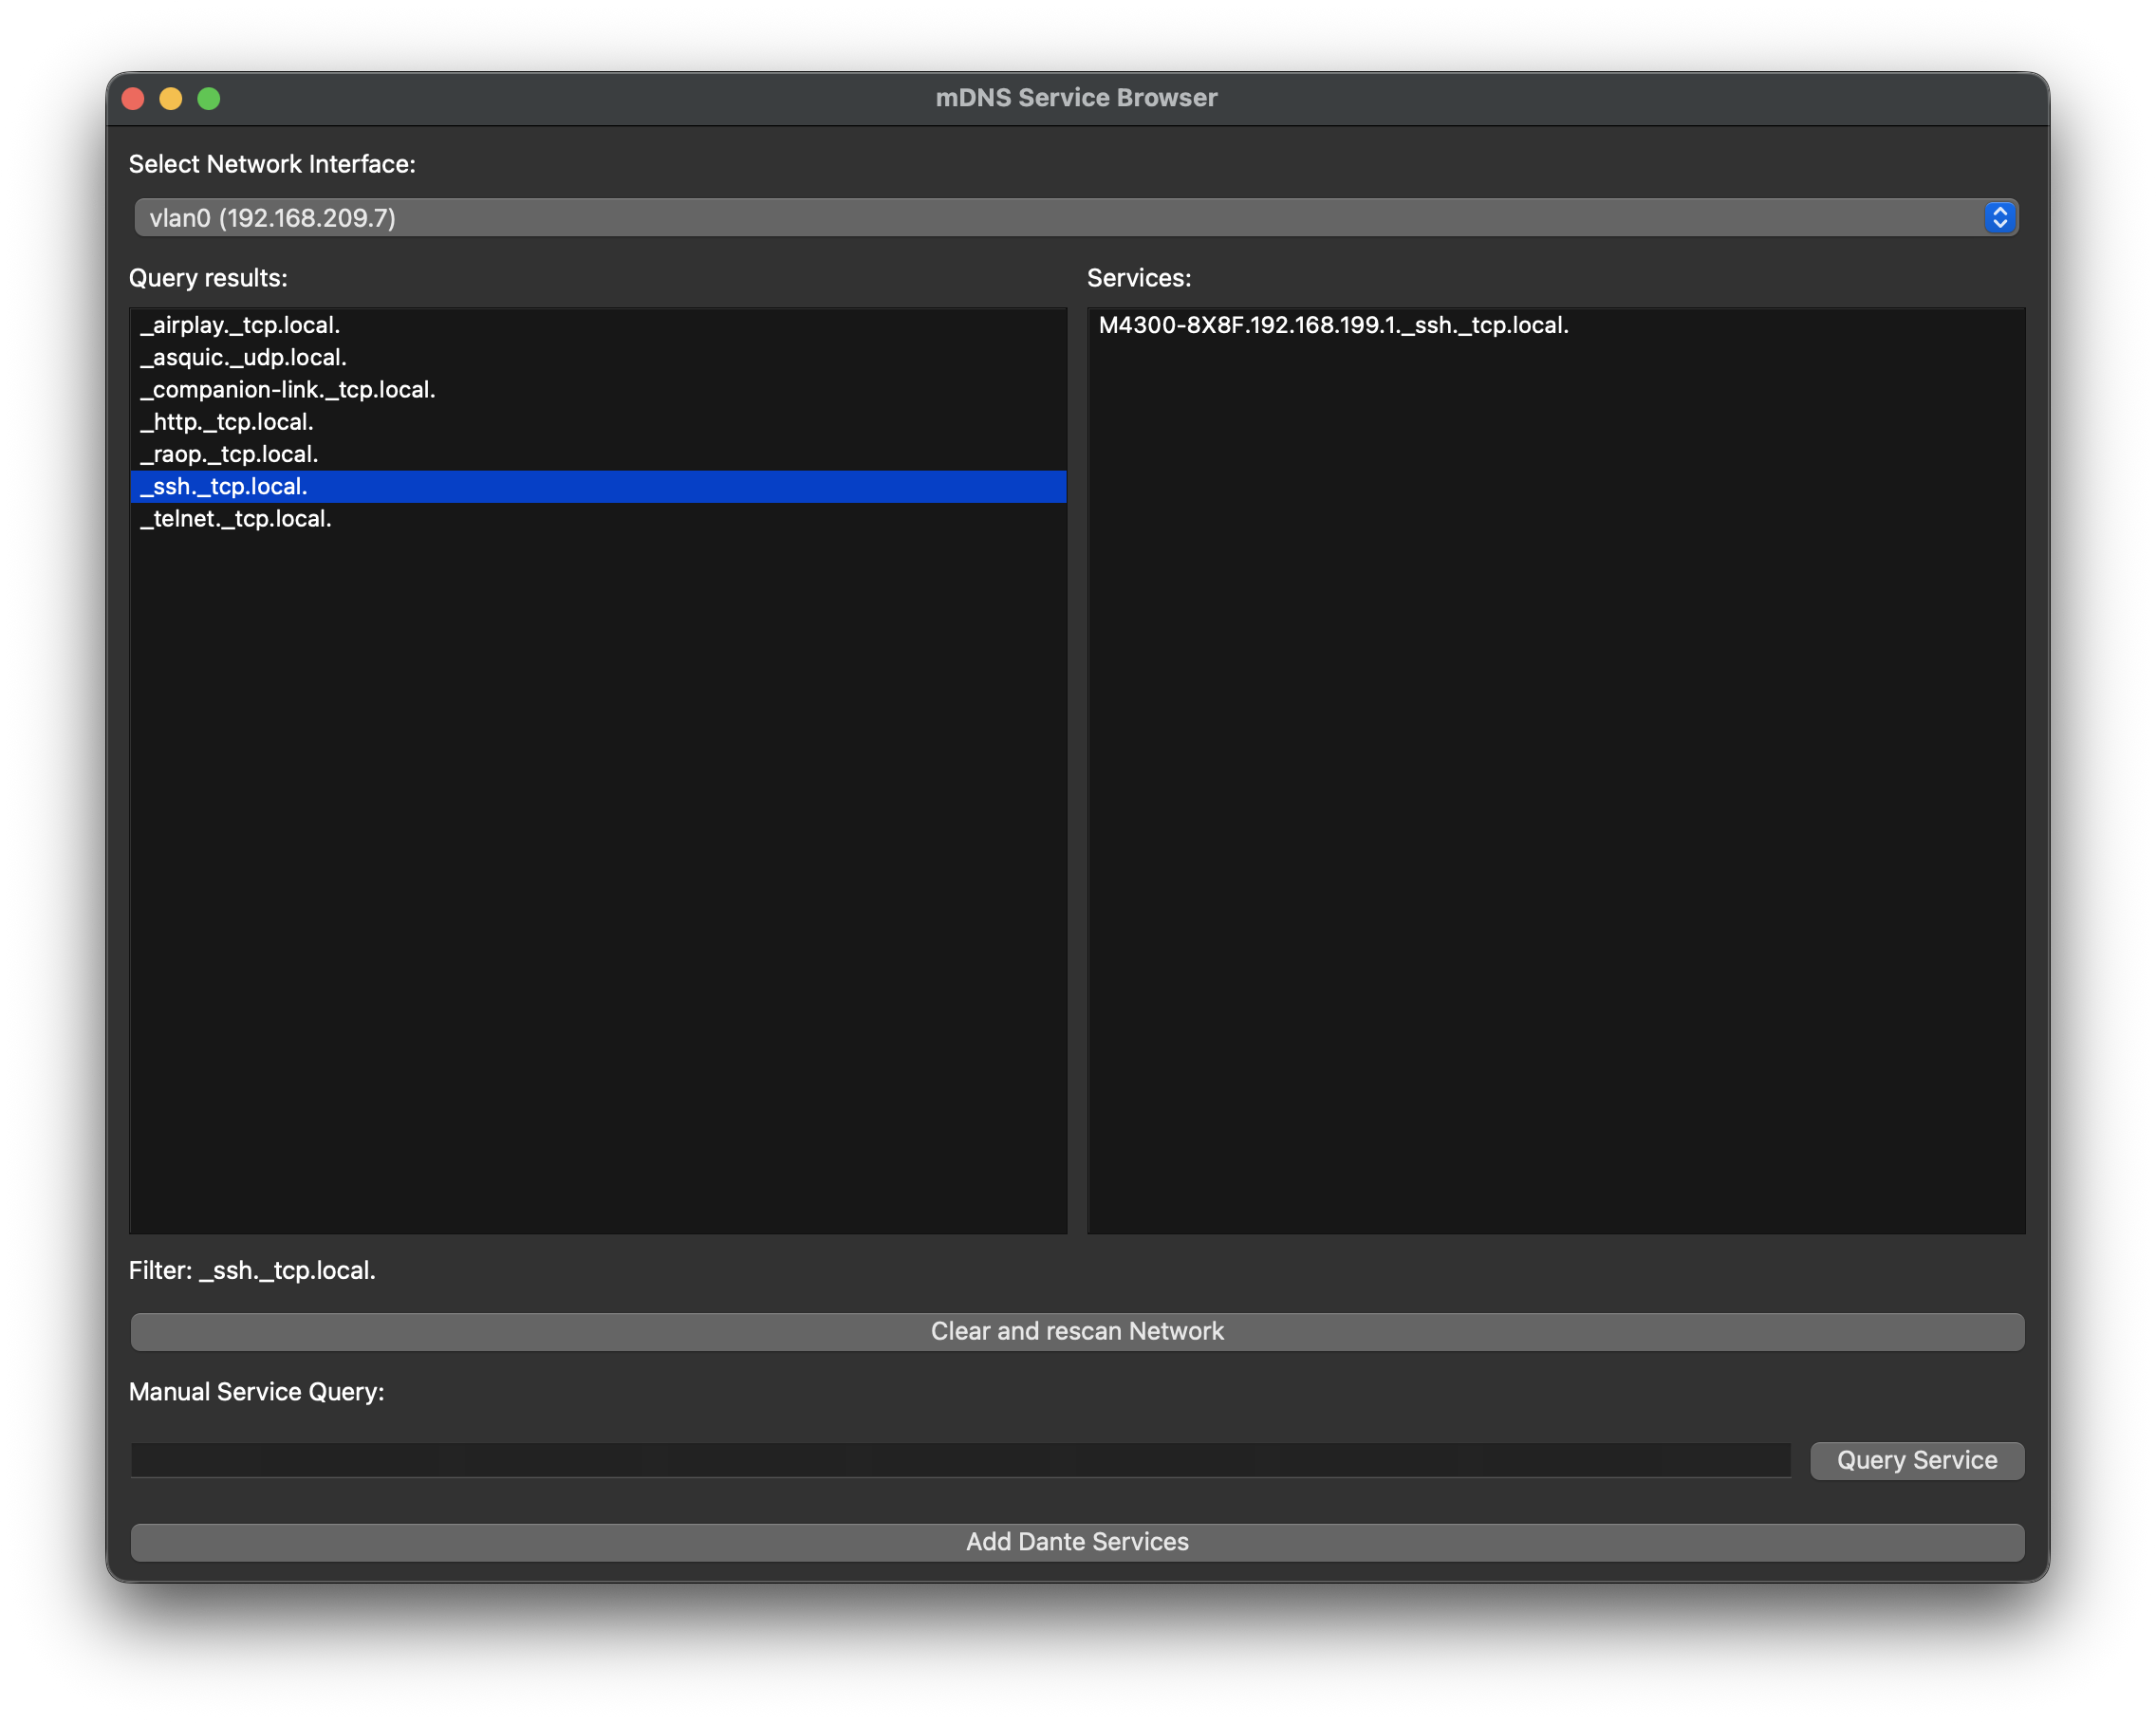 mDNS Service Browser
Select Network Interface:
vlan0 (192.168.209.7)
Query results:
_airplay._tcp.local.
_asquic._udp.local.
_companion-link._tcp.local.
_http._tcp.local.
_raop._tcp.local.
_ssh._tcp.local.
_telnet._tcp.local.
Services:
M4300-8X8F.192.168.199.1._ssh._tcp.local.
Filter: _ssh._tcp.local.
Clear and rescan Network
Manual Service Query:
Query Service
Add Dante Services